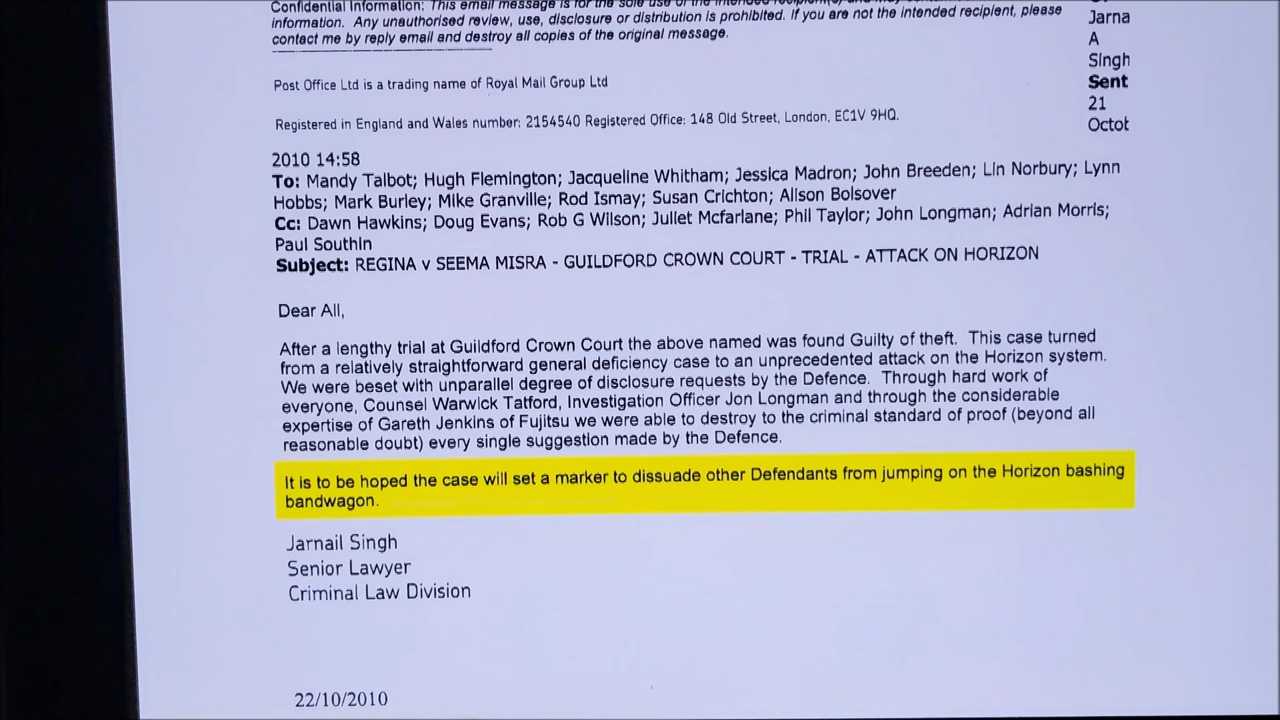 Confidential Information: This email message is for the sole use of the intended recipient(s) and may
information. Any unauthorised review, use, disclosure or distribution is prohibited. If you are not the intended recipient, please
contact me by reply email and destroy all copies of the original message.
Post Office Ltd is a trading name of Royal Mail Group Ltd
Registered in England and Wales number: 2154540 Registered Office: 148 Old Street, London, EC1V 9HQ.
Jarna
A
Singh
Sent
21
Octot
2010 14:58
To: Mandy Talbot; Hugh Flemington; Jacqueline Whitham; Jessica Madron; John Breeden; Lin Norbury; Lynn
Hobbs; Mark Burley; Mike Granville; Rod Ismay; Susan Crichton; Alison Bolsover
Cc: Dawn Hawkins; Doug Evans; Rob G Wilson; Juliet Mcfarlane; Phil Taylor; John Longman; Adrian Morris;
Paul Southin
Subject: REGINA v SEEMA MISRA - GUILDFORD CROWN COURT - TRIAL - ATTACK ON HORIZON
Dear All,
After a lengthy trial at Guildford Crown Court the above named was found Guilty of theft. This case turned
from a relatively straightforward general deficiency case to an unprecedented attack on the Horizon system.
We were beset with unparallel degree of disclosure requests by the Defence. Through hard work of
everyone, Counsel Warwick Tatford, Investigation Officer Jon Longman and through the considerable
expertise of Gareth Jenkins of Fujitsu we were able to destroy to the criminal standard of proof (beyond all
reasonable doubt) every single suggestion made by the Defence.
It is to be hoped the case will set a marker to dissuade other Defendants from jumping on the Horizon bashing
bandwagon.
Jarnail Singh
Senior Lawyer
Criminal Law Division
22/10/2010